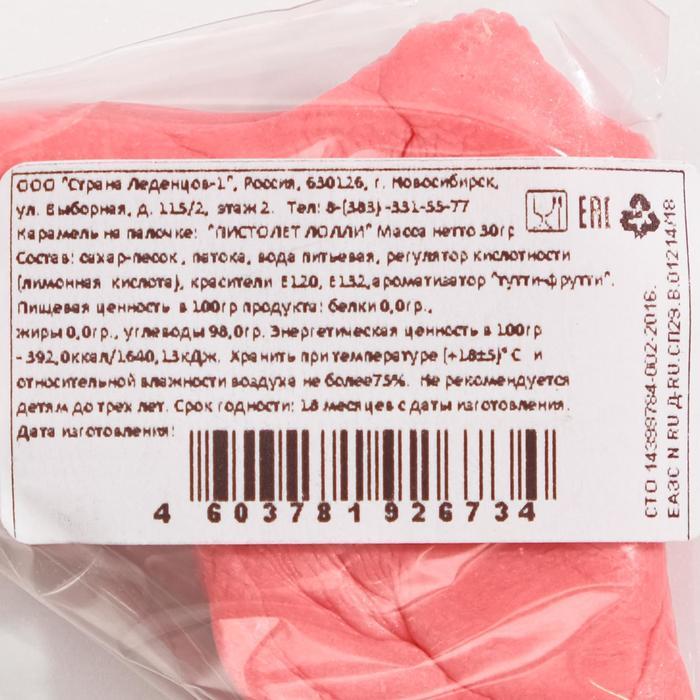 ООО "Страна Леденцов-1", Россия, 630126, г. Новосибирск,
ул. Выборная, д. 115/2, этаж 2. Тел: 8-(383)-331-55-77
Карамель на палочке: "ПИСТОЛЕТ ЛОЛЛИ" Масса нетто 30гр
Состав: сахар-песок, патока, вода питьевая, регулятор кислотности
(лимонная кислота), красители E120, E132,ароматизатор "тутти-фрутти".
Пищевая ценность в 100гр продукта: белки 0,0гр.,
жиры 0,0гр., углеводы 98,0гр. Энергетическая ценность в 100гр
- 392,0ккал/1640,13кДж. Хранить при температуре (+18±5)°С и
относительной влажности воздуха не более75%. Не рекомендуется
детям до трех лет. Срок годности: 18 месяцев с даты изготовления.
Дата изготовления:
4 603781 926734
EAC
СТО 14399784-002-2016.
ЕАЭС N RU Д-RU.СП29.В.01214/18